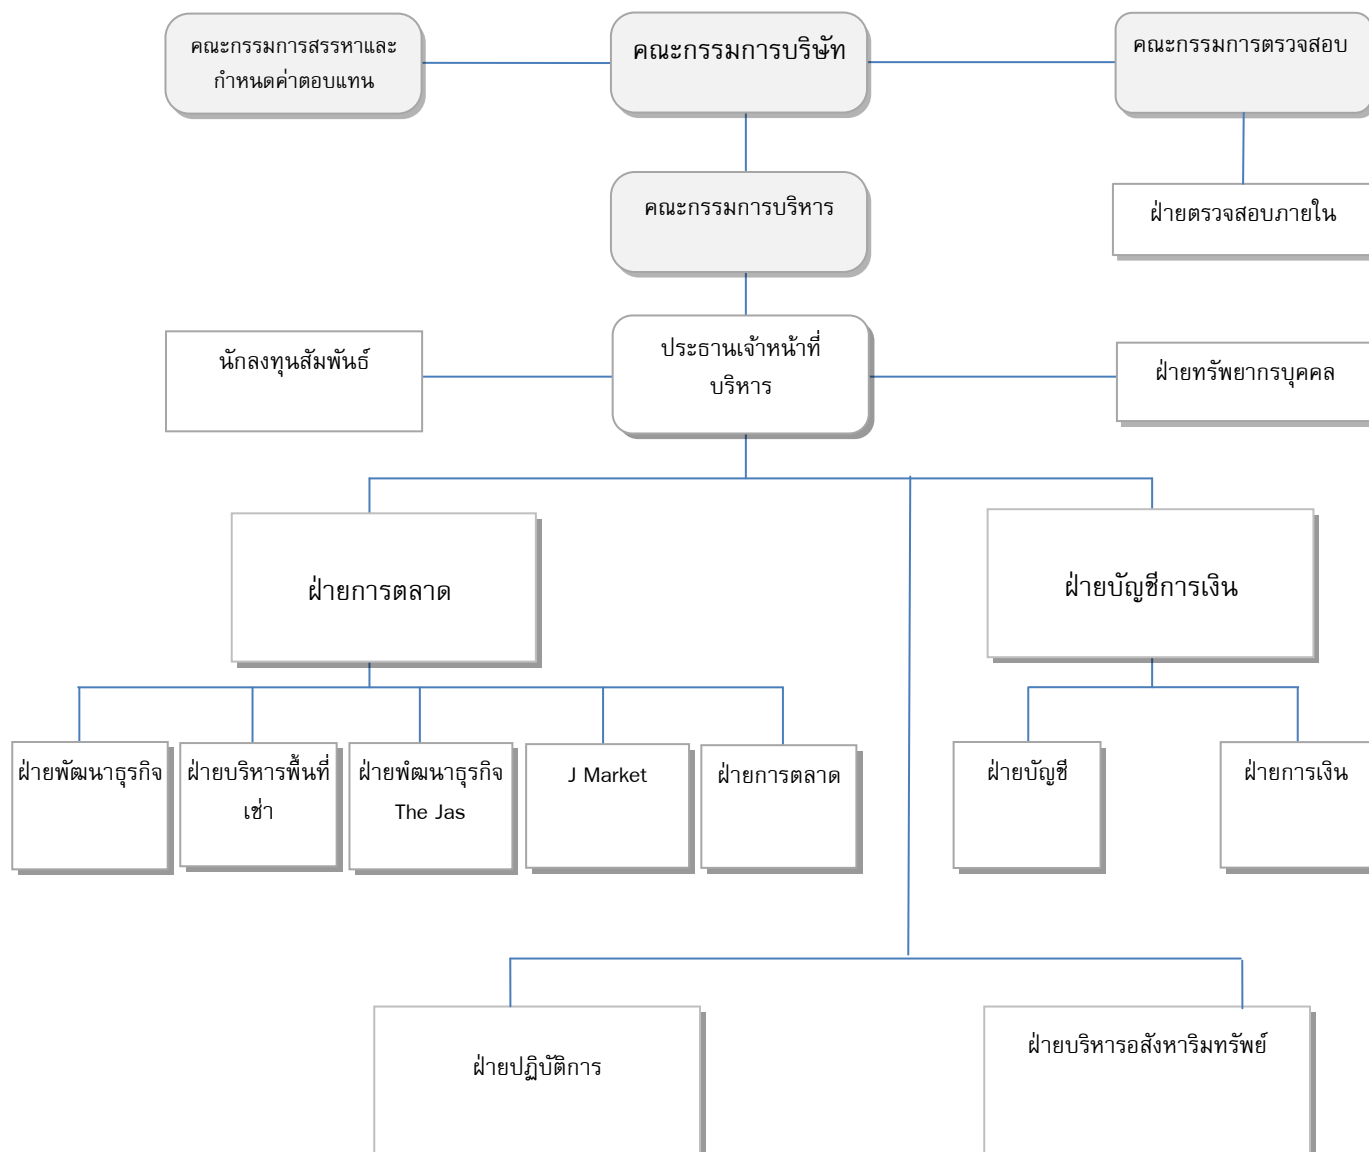 คณะกรรมการสรรหาและ
กำหนดค่าตอบแทน
คณะกรรมการบริษัท
คณะกรรมการตรวจสอบ
คณะกรรมการบริหาร
ฝ่ายตรวจสอบภายใน
นักลงทุนสัมพันธ์
ประธานเจ้าหน้าที่
บริหาร
ฝ่ายทรัพยากรบุคคล
ฝ่ายการตลาด
ฝ่ายบัญชีการเงิน
ฝ่ายพัฒนาธุรกิจ
ฝ่ายบริหารพื้นที่
เช่า
ฝ่ายพํฒนาธุรกิจ
The Jas
J Market
ฝ่ายการตลาด
ฝ่ายบัญชี
ฝ่ายการเงิน
ฝ่ายปฏิบัติการ
ฝ่ายบริหารอสังหาริมทรัพย์